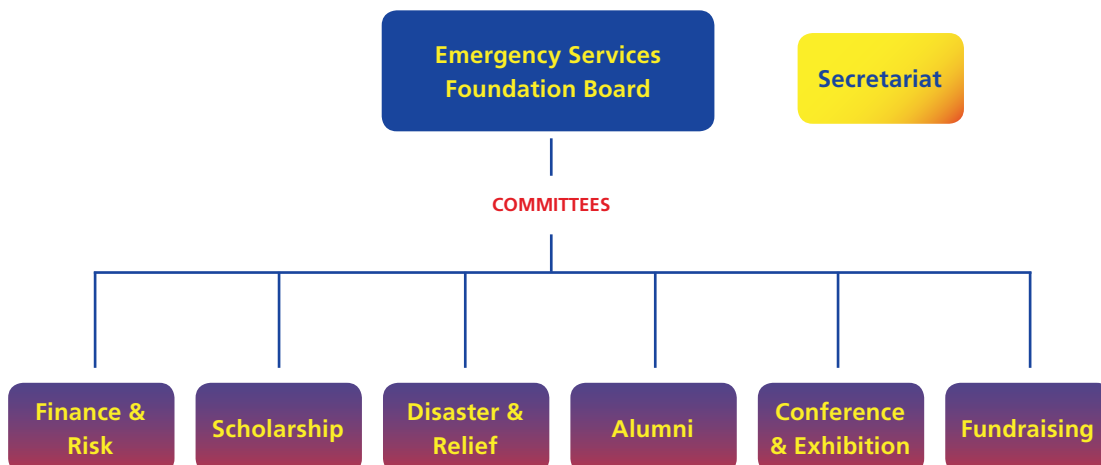 Emergency Services
Foundation Board
Secretariat
COMMITTEES
Finance &
Risk
Scholarship
Disaster &
Relief
Alumni
Conference
& Exhibition
Fundraising